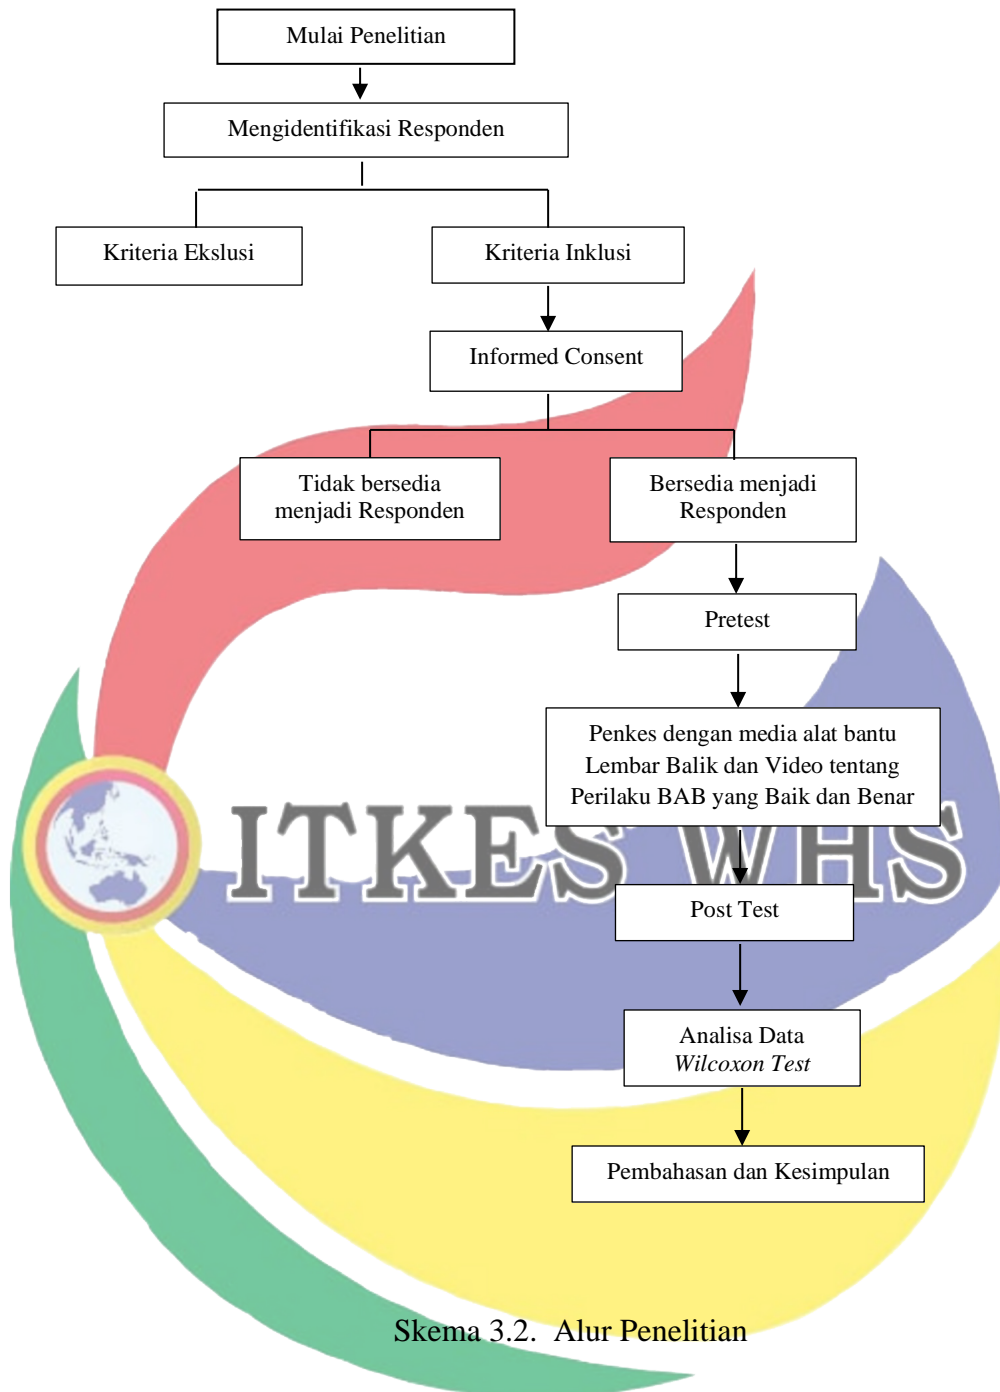 Mulai Penelitian
Mengidentifikasi Responden
Kriteria Ekslusi
Kriteria Inklusi
Informed Consent
Tidak bersedia
menjadi Responden
Bersedia menjadi
Responden
Pretest
Penkes dengan media alat bantu
Lembar Balik dan Video tentang
Perilaku BAB yang Baik dan Benar
ITKES WHS
Post Test
Analisa Data
Wilcoxon Test
Pembahasan dan Kesimpulan
Skema 3.2. Alur Penelitian